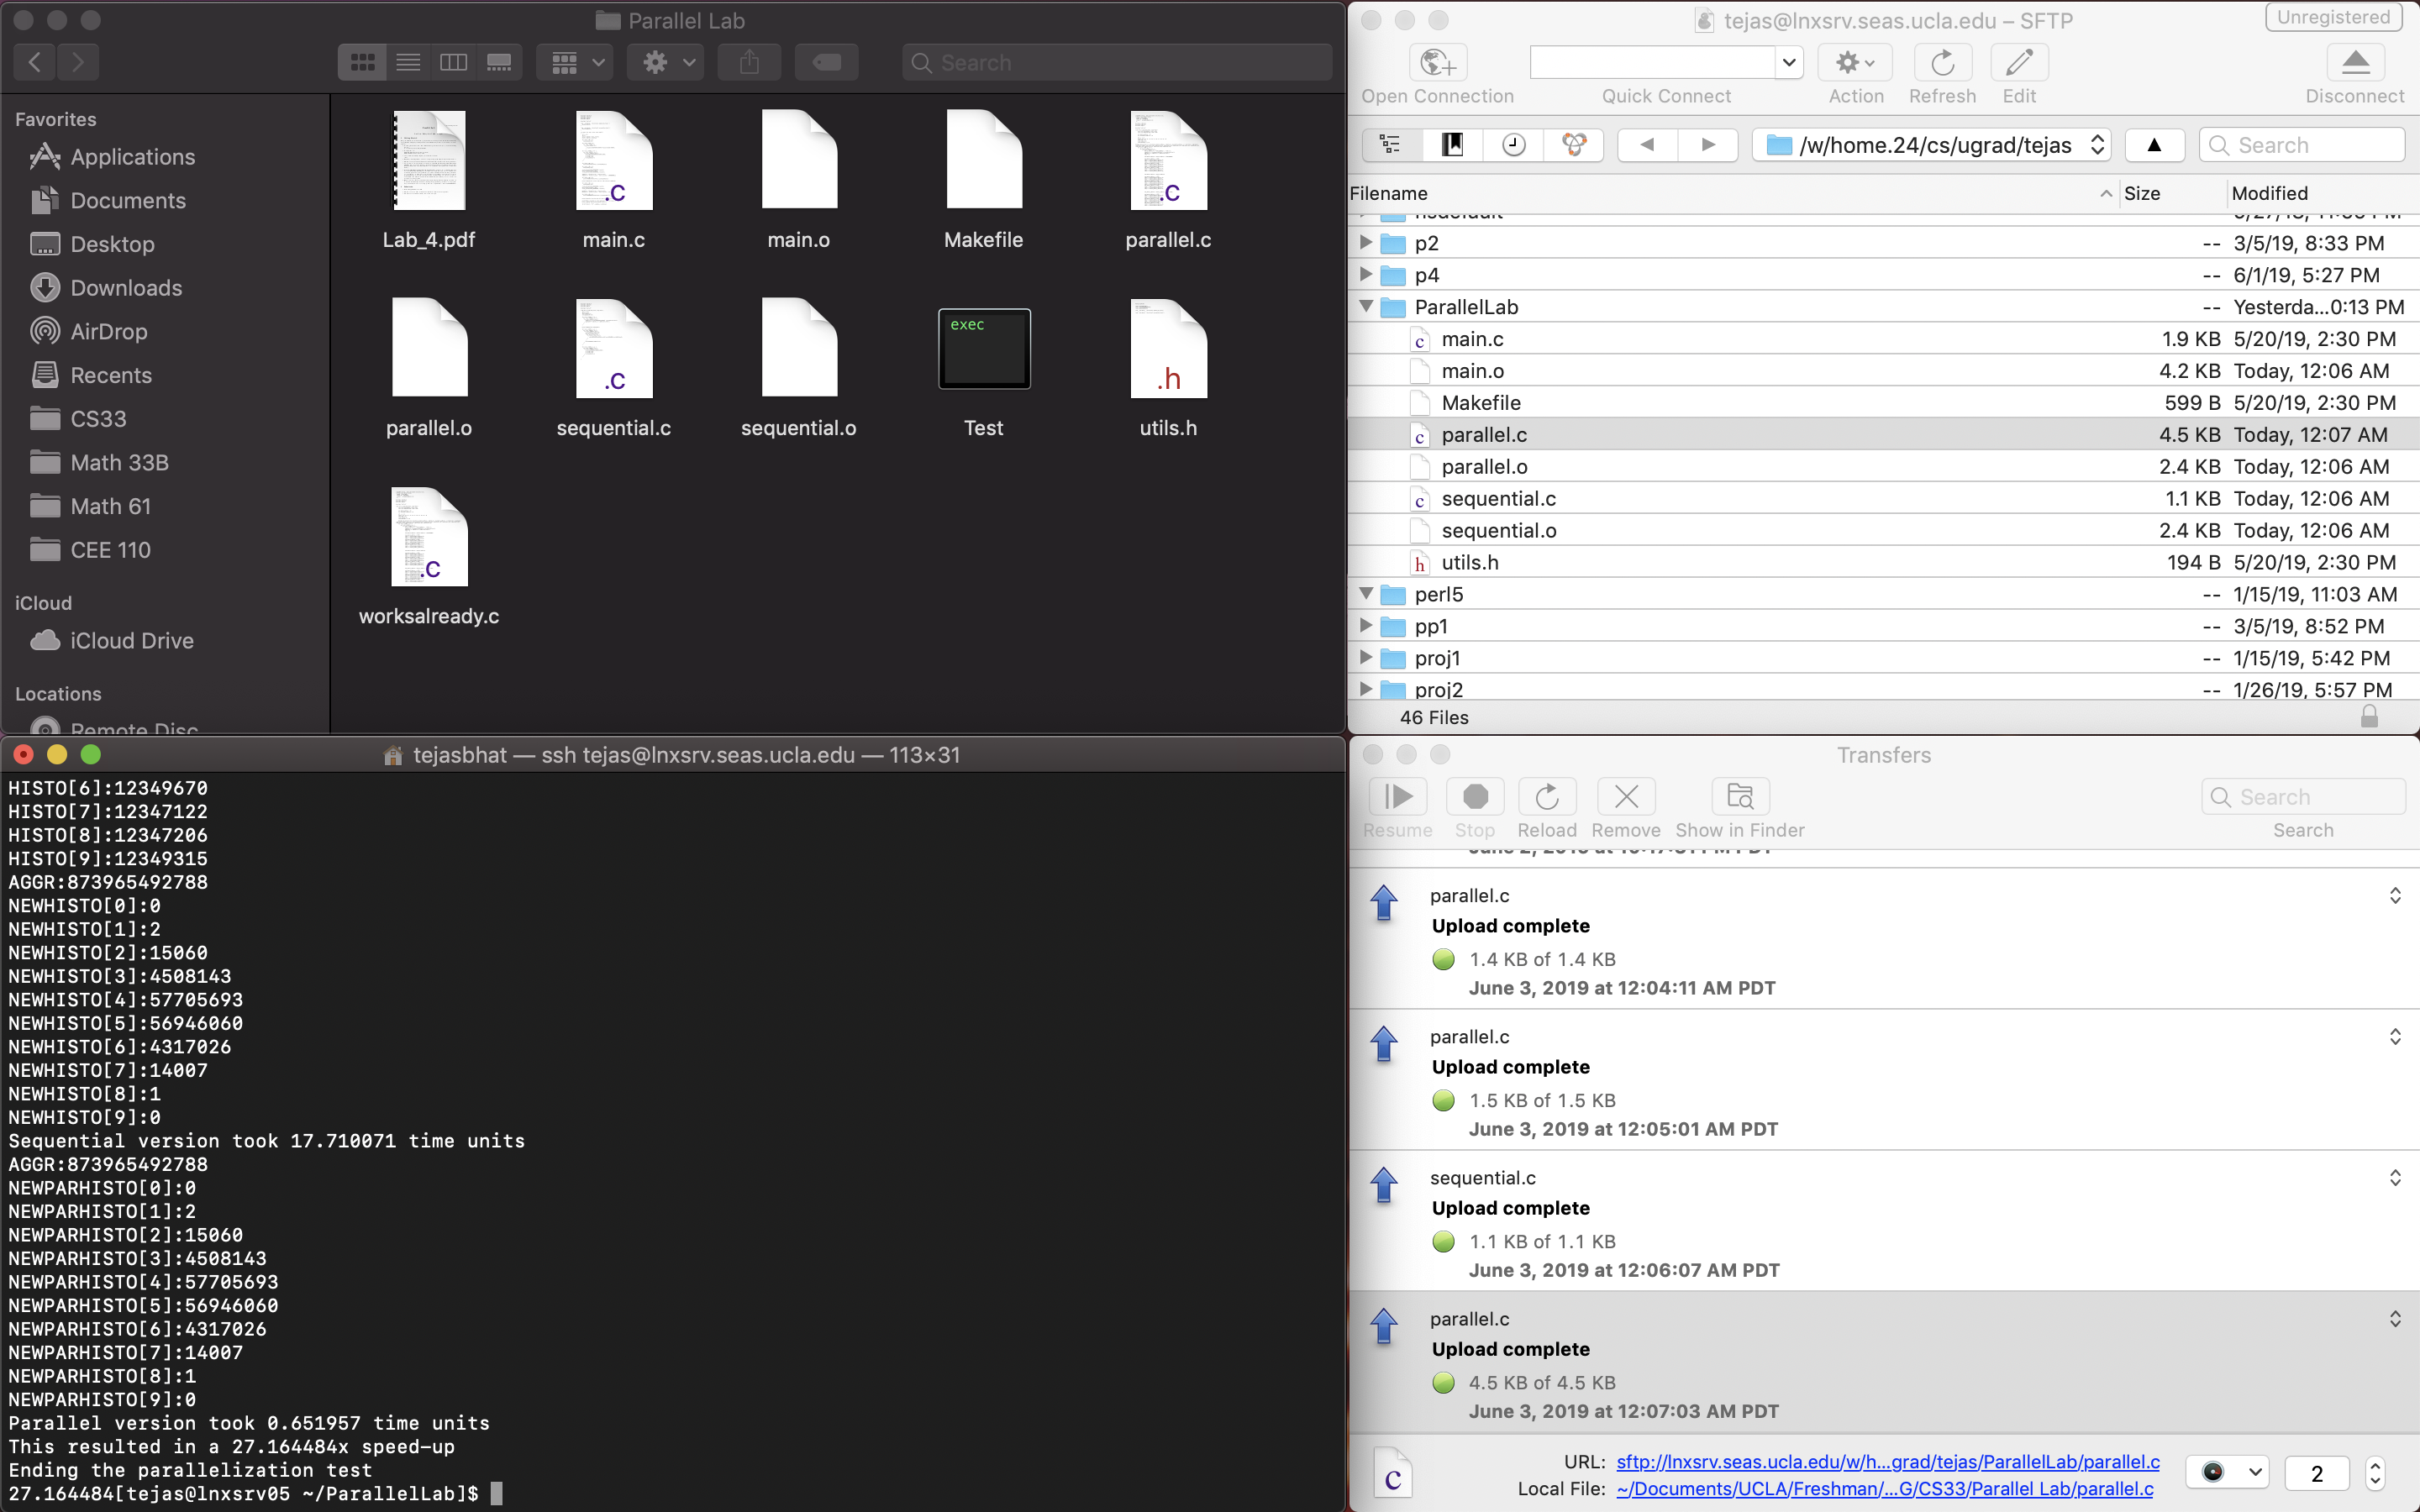 Parallel Lab
Search
Favorites
Applications
Documents
Desktop
Downloads
AirDrop
Recents
CS33
Math 33B
Math 61
CEE 110
iCloud
iCloud Drive
Locations
Remote Disc
Lab_4.pdf
.c
main.c
main.o
Makefile
.c
parallel.c
parallel.o
.c
sequential.c
sequential.o
exec
Test
.h
utils.h
.c
worksalready.c
tejas@lnxsrv.seas.ucla.edu – SFTP
Unregistered
Open Connection
Quick Connect
Action
Refresh
Edit
Disconnect
/w/home.24/cs/ugrad/tejas
Search
Filename Size Modified
p2 -- 3/5/19, 8:33 PM
p4 -- 6/1/19, 5:27 PM
ParallelLab -- Yesterda...0:13 PM
c main.c 1.9 KB 5/20/19, 2:30 PM
main.o 4.2 KB Today, 12:06 AM
Makefile 599 B 5/20/19, 2:30 PM
c parallel.c 4.5 KB Today, 12:07 AM
parallel.o 2.4 KB Today, 12:06 AM
c sequential.c 1.1 KB Today, 12:06 AM
sequential.o 2.4 KB Today, 12:06 AM
h utils.h 194 B 5/20/19, 2:30 PM
perl5 -- 1/15/19, 11:03 AM
pp1 -- 3/5/19, 8:52 PM
proj1 -- 1/15/19, 5:42 PM
proj2 -- 1/26/19, 5:57 PM
46 Files
tejasbhat — ssh tejas@lnxsrv.seas.ucla.edu — 113×31
HISTO[6]:12349670
HISTO[7]:12347122
HISTO[8]:12347206
HISTO[9]:12349315
AGGR:873965492788
NEWHISTO[0]:0
NEWHISTO[1]:2
NEWHISTO[2]:15060
NEWHISTO[3]:4508143
NEWHISTO[4]:57705693
NEWHISTO[5]:56946060
NEWHISTO[6]:4317026
NEWHISTO[7]:14007
NEWHISTO[8]:1
NEWHISTO[9]:0
Sequential version took 17.710071 time units
AGGR:873965492788
NEWPARHISTO[0]:0
NEWPARHISTO[1]:2
NEWPARHISTO[2]:15060
NEWPARHISTO[3]:4508143
NEWPARHISTO[4]:57705693
NEWPARHISTO[5]:56946060
NEWPARHISTO[6]:4317026
NEWPARHISTO[7]:14007
NEWPARHISTO[8]:1
NEWPARHISTO[9]:0
Parallel version took 0.651957 time units
This resulted in a 27.164484x speed-up
Ending the parallelization test
27.164484[tejas@lnxsrv05 ~/ParallelLab]$
Transfers
Resume
Stop
Reload
Remove
Show in Finder
Search
Search
parallel.c
Upload complete
1.4 KB of 1.4 KB
June 3, 2019 at 12:04:11 AM PDT
parallel.c
Upload complete
1.5 KB of 1.5 KB
June 3, 2019 at 12:05:01 AM PDT
sequential.c
Upload complete
1.1 KB of 1.1 KB
June 3, 2019 at 12:06:07 AM PDT
parallel.c
Upload complete
4.5 KB of 4.5 KB
June 3, 2019 at 12:07:03 AM PDT
c
URL: sftp://lnxsrv.seas.ucla.edu/w/h...grad/tejas/ParallelLab/parallel.c
Local File: ~/Documents/UCLA/Freshman/...G/CS33/Parallel Lab/parallel.c
2